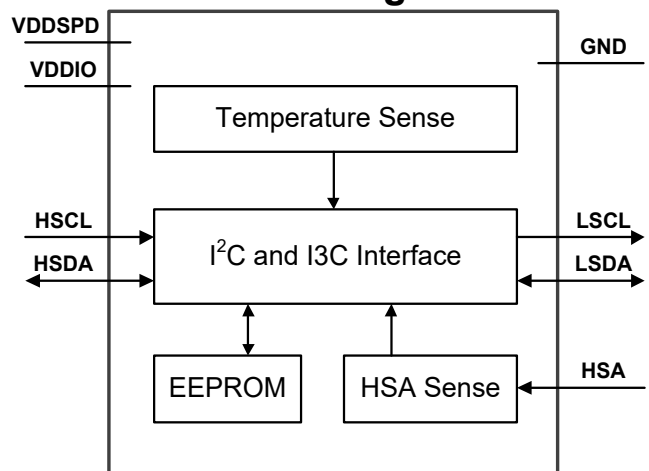 VDDSPD
GND
VDDIO
Temperature Sense
HSCL
LSCL
I²C and I3C Interface
HSDA
LSDA
EEPROM
HSA Sense
HSA